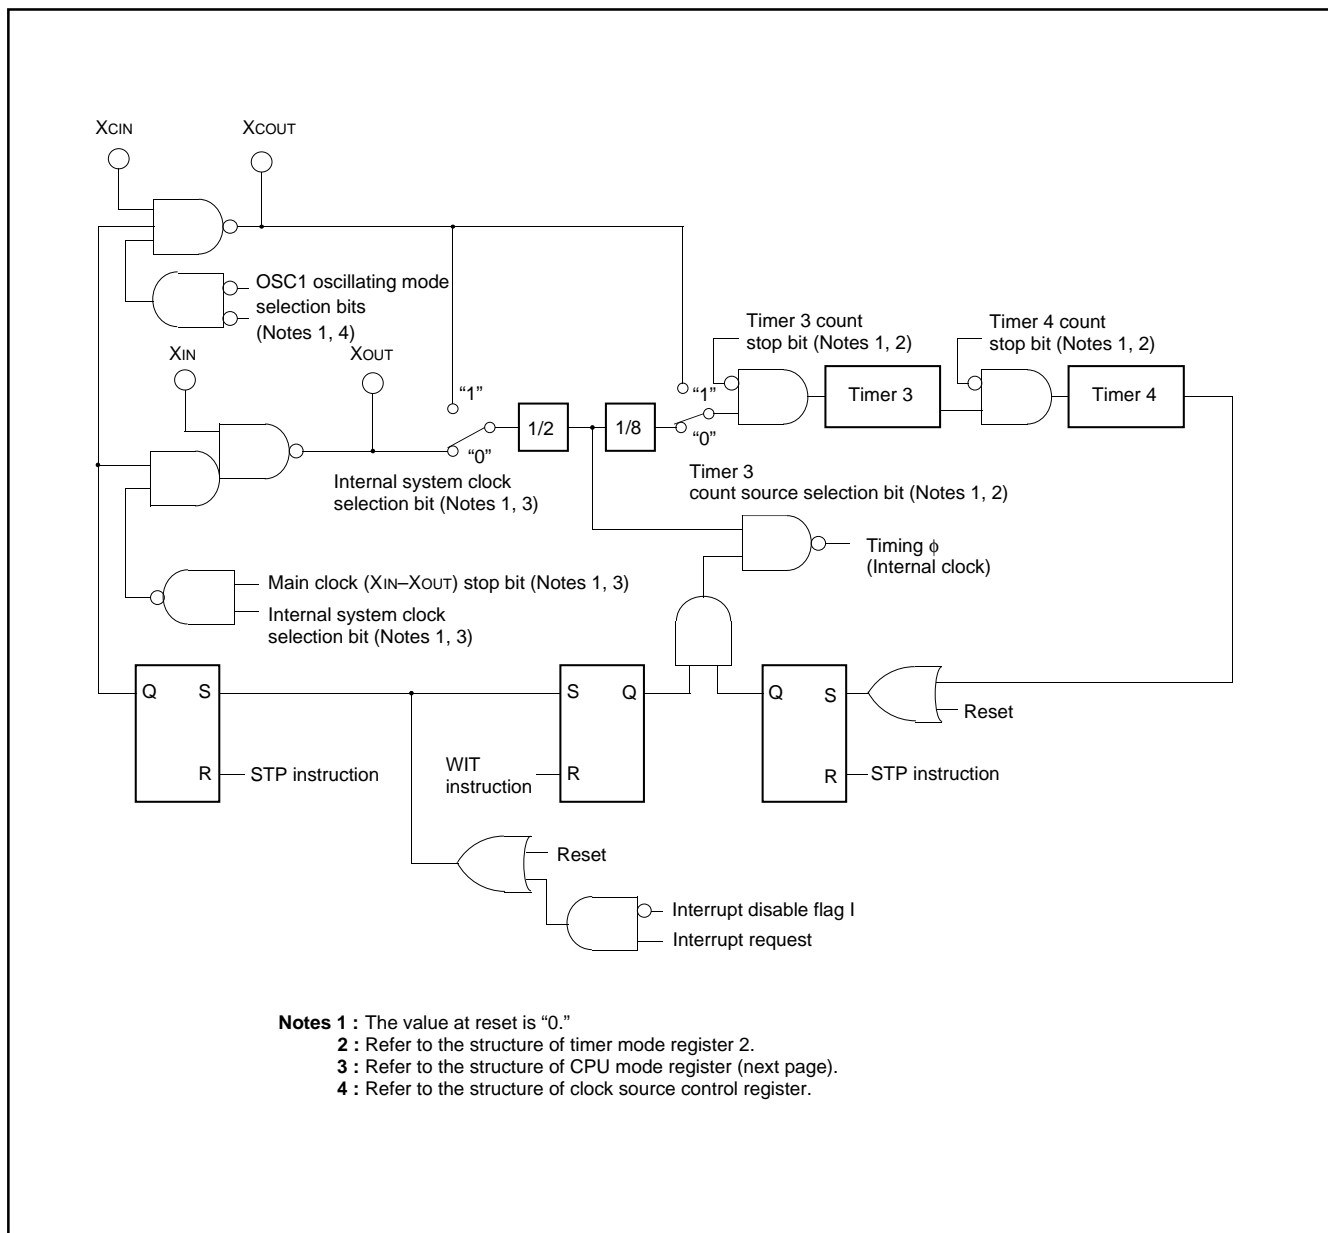 XCIN
XCOUT
OSC1 oscillating mode
selection bits
(Notes 1, 4)
XIN
XOUT
“1”
“0”
Internal system clock
selection bit (Notes 1, 3)
1/2
1/8
“1”
“0”
Timer 3
count source selection bit (Notes 1, 2)
Timer 3 count
stop bit (Notes 1, 2)
Timer 3
Timer 4 count
stop bit (Notes 1, 2)
Timer 4
Timing ϕ
(Internal clock)
Main clock (XIN–XOUT) stop bit (Notes 1, 3)
Internal system clock
selection bit (Notes 1, 3)
Q
S
R
STP instruction
WIT
instruction
S
Q
R
Q
S
R
Reset
STP instruction
Reset
Interrupt disable flag I
Interrupt request
Notes 1 : The value at reset is “0.”
2 : Refer to the structure of timer mode register 2.
3 : Refer to the structure of CPU mode register (next page).
4 : Refer to the structure of clock source control register.